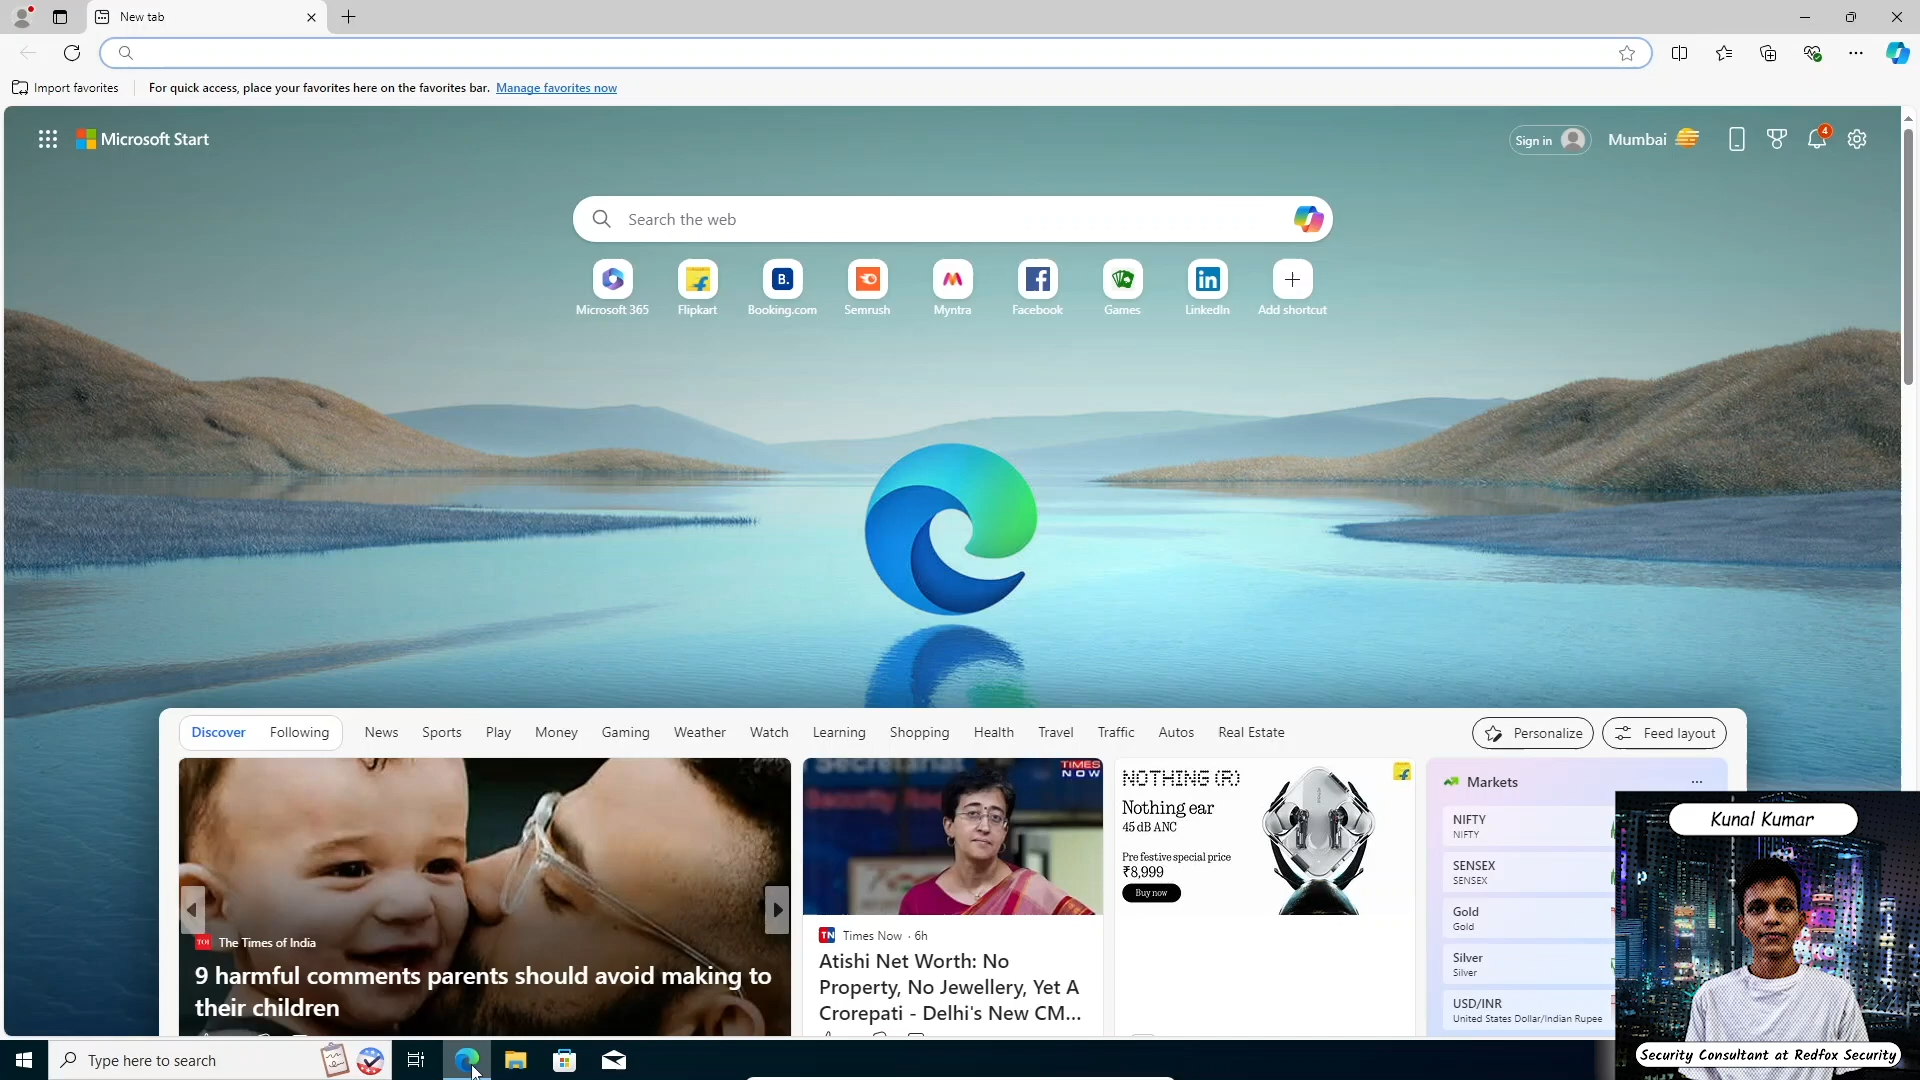 New tab
Import favorites
For quick access, place your favorites here on the favorites bar. Manage favorites now
Microsoft Start
Sign in
Mumbai
4
Search the web
B.
in
Microsoft 365
Flipkart
Booking.com
Semrush
Myntra
Facebook
Games
LinkedIn
Add shortcut
Discover
Following
News
Sports
Play
Money
Gaming
Weather
Watch
Learning
Shopping
Health
Travel
Traffic
Autos
Real Estate
Personalize
Feed layout
TOI The Times of India
9 harmful comments parents should avoid making to
their children
TIMES
NOW
TN Times Now · 6h
Atishi Net Worth: No
Property, No Jewellery, Yet A
Crorepati - Delhi's New CM...
NOTHING (R)
Nothing ear
45 dB ANC
Pre festive special price
₹8,999
Buy now
Markets
NIFTY
NIFTY
SENSEX
SENSEX
Gold
Gold
Silver
Silver
USD/INR
United States Dollar/Indian Rupee
Kunal Kumar
Security Consultant at Redfox Security
Type here to search